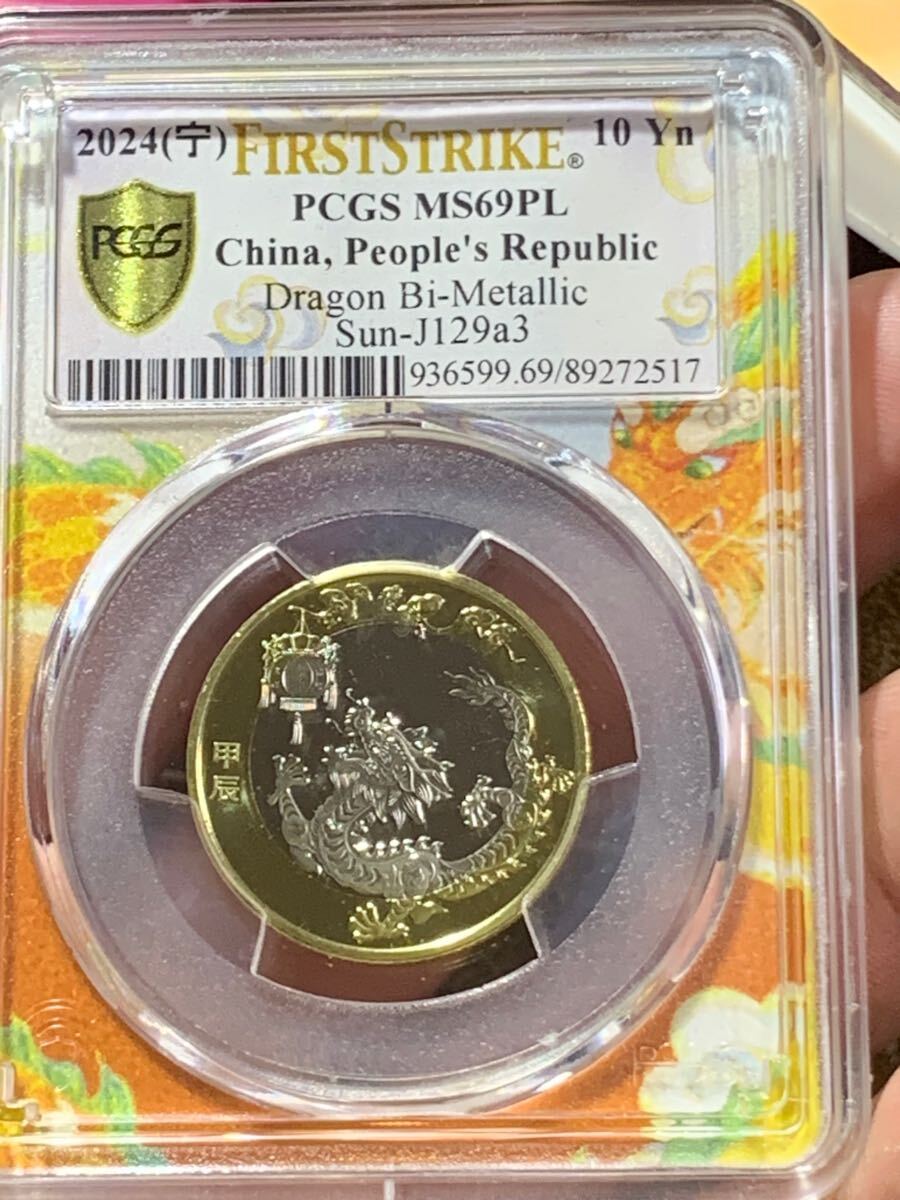 2024(宁) FIRSTSTRIKE® 10 Yn
PCGS MS69PL
PCGS
China, People's Republic
Dragon Bi-Metallic
Sun-J129a3
936599.69/89272517
甲
辰